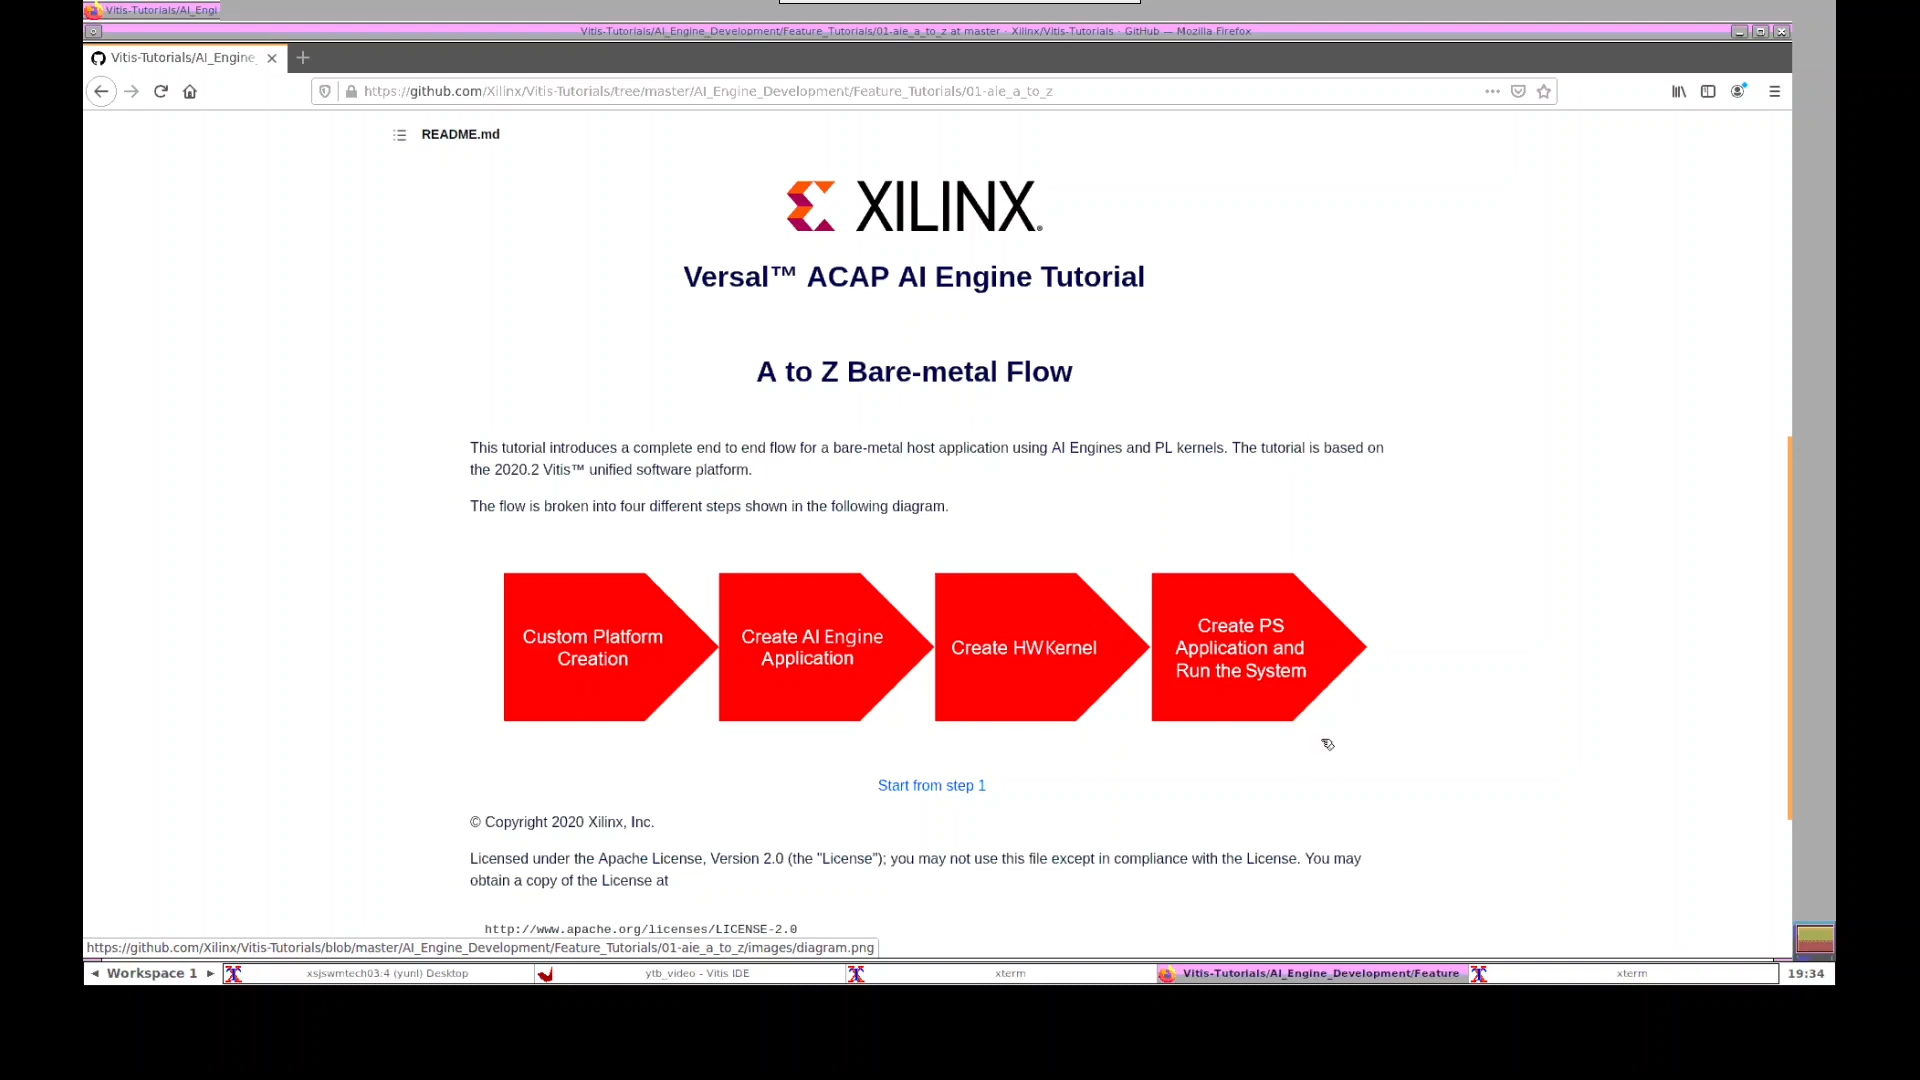 Vitis-Tutorials/AI_Engi
Vitis-Tutorials/AI_Engine_Development/Feature_Tutorials/01-aie_a_to_z at master · Xilinx/Vitis-Tutorials · GitHub — Mozilla Firefox
Vitis-Tutorials/AI_Engine_
https://github.com/Xilinx/Vitis-Tutorials/tree/master/AI_Engine_Development/Feature_Tutorials/01-aie_a_to_z
README.md
XILINX®
Versal™ ACAP AI Engine Tutorial
A to Z Bare-metal Flow
This tutorial introduces a complete end to end flow for a bare-metal host application using AI Engines and PL kernels. The tutorial is based on
the 2020.2 Vitis™ unified software platform.
The flow is broken into four different steps shown in the following diagram.
Custom Platform
Creation
Create AI Engine
Application
Create HW Kernel
Create PS
Application and
Run the System
Start from step 1
© Copyright 2020 Xilinx, Inc.
Licensed under the Apache License, Version 2.0 (the "License"); you may not use this file except in compliance with the License. You may
obtain a copy of the License at
http://www.apache.org/licenses/LICENSE-2.0
https://github.com/Xilinx/Vitis-Tutorials/blob/master/AI_Engine_Development/Feature_Tutorials/01-aie_a_to_z/images/diagram.png
Workspace 1
xsjswmtech03:4 (yunl) Desktop
ytb_video - Vitis IDE
xterm
Vitis-Tutorials/AI_Engine_Development/Feature
xterm
19:34